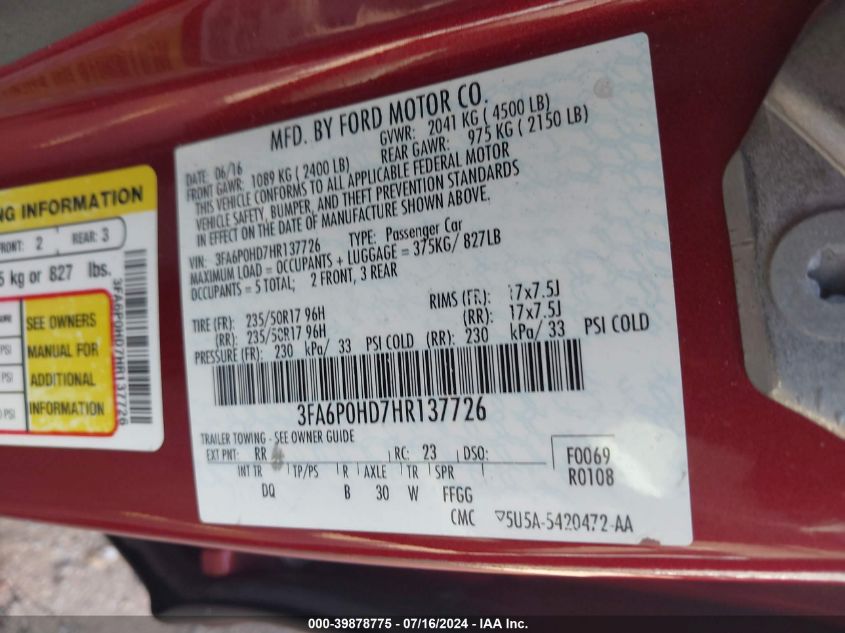 NG INFORMATION
FRONT: 2 REAR: 3
5 kg or 827 lbs.
SEE OWNERS
MANUAL FOR
ADDITIONAL
INFORMATION
PSI
PSI
0 PSI
3FA6P0HD7HR137726
MFD. BY FORD MOTOR CO.
DATE: 06/16 GVWR: 2041 KG ( 4500 LB)
FRONT GAWR: 1089 KG ( 2400 LB) REAR GAWR: 975 KG ( 2150 LB)
THIS VEHICLE CONFORMS TO ALL APPLICABLE FEDERAL MOTOR
VEHICLE SAFETY, BUMPER, AND THEFT PREVENTION STANDARDS
IN EFFECT ON THE DATE OF MANUFACTURE SHOWN ABOVE.
VIN: 3FA6P0HD7HR137726 TYPE: Passenger Car
MAXIMUM LOAD = OCCUPANTS + LUGGAGE = 375KG/ 827LB
OCCUPANTS = 5 TOTAL; 2 FRONT, 3 REAR
TIRE (FR): 235/50R17 96H RIMS (FR): 17x7.5J
(RR): 235/50R17 96H (RR): 17x7.5J
PRESSURE (FR): 230 kPa/ 33 PSI COLD (RR): 230 kPa/ 33 PSI COLD
3FA6P0HD7HR137726
TRAILER TOWING - SEE OWNER GUIDE
EXT PNT: RR RC: 23 DSO: F0069
INT TR TP/PS R AXLE TR SPR R0108
DQ B 30 W FFGG
CMC 5U5A-5420472-AA
000-39878775 - 07/16/2024 - IAA Inc.